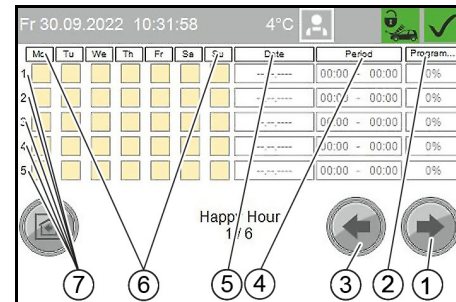 Fr 30.09.2022 10:31:58 4°C
Mo Tu We Th Fr Sa Su Date Period Program...
1 --.--.---- 00:00 - 00:00 0%
2 --.--.---- 00:00 - 00:00 0%
3 --.--.---- 00:00 - 00:00 0%
4 --.--.---- 00:00 - 00:00 0%
5 --.--.---- 00:00 - 00:00 0%
Happy Hour
1 / 6
7 6 5 4 3 2 1